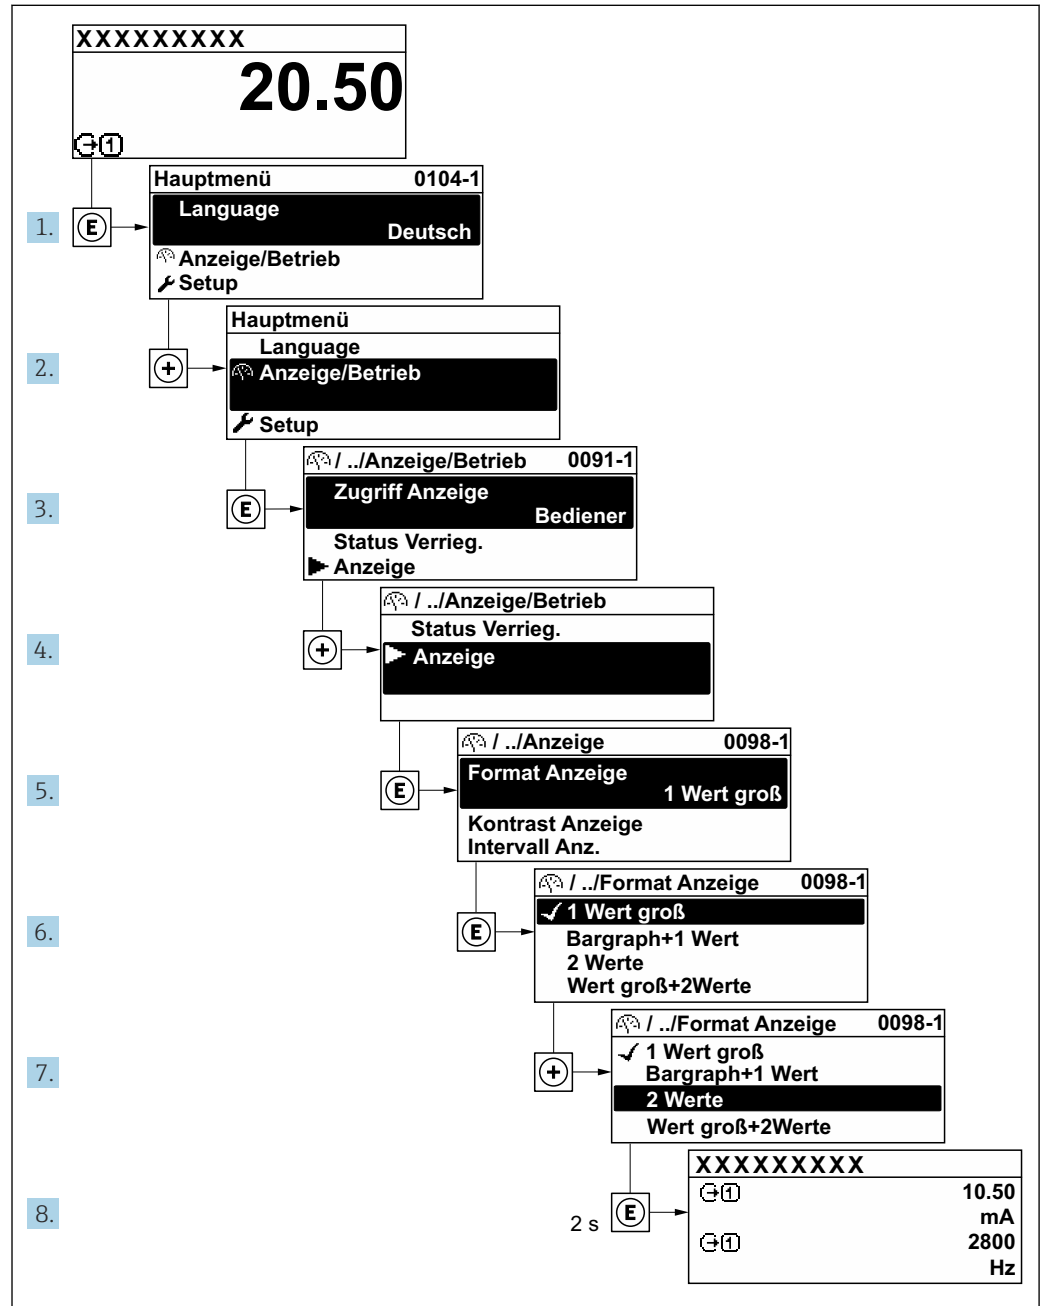 XXXXXXXXX
20.50
1
Hauptmenü 0104-1
1. E Language
Deutsch
Anzeige/Betrieb
Setup
Hauptmenü
Language
2. + Anzeige/Betrieb
Setup
/ ../Anzeige/Betrieb 0091-1
3. E Zugriff Anzeige
Bediener
Status Verrieg.
Anzeige
/ ../Anzeige/Betrieb
Status Verrieg.
4. + Anzeige
/ ../Anzeige 0098-1
5. E Format Anzeige
1 Wert groß
Kontrast Anzeige
Intervall Anz.
/ ../Format Anzeige 0098-1
✓ 1 Wert groß
6. E Bargraph+1 Wert
2 Werte
Wert groß+2Werte
/ ../Format Anzeige 0098-1
✓ 1 Wert groß
7. + Bargraph+1 Wert
2 Werte
Wert groß+2Werte
XXXXXXXXX
1 10.50
8. 2 s E mA
1 2800
Hz